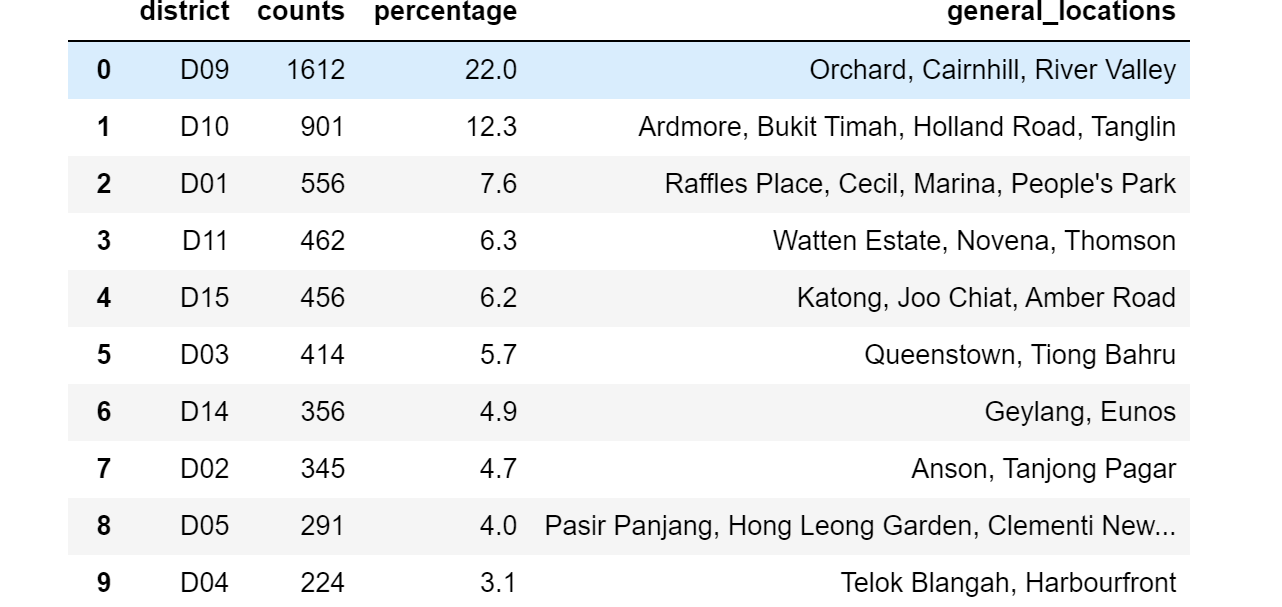 district counts percentage general_locations
0 D09 1612 22.0 Orchard, Cairnhill, River Valley
1 D10 901 12.3 Ardmore, Bukit Timah, Holland Road, Tanglin
2 D01 556 7.6 Raffles Place, Cecil, Marina, People's Park
3 D11 462 6.3 Watten Estate, Novena, Thomson
4 D15 456 6.2 Katong, Joo Chiat, Amber Road
5 D03 414 5.7 Queenstown, Tiong Bahru
6 D14 356 4.9 Geylang, Eunos
7 D02 345 4.7 Anson, Tanjong Pagar
8 D05 291 4.0 Pasir Panjang, Hong Leong Garden, Clementi New...
9 D04 224 3.1 Telok Blangah, Harbourfront